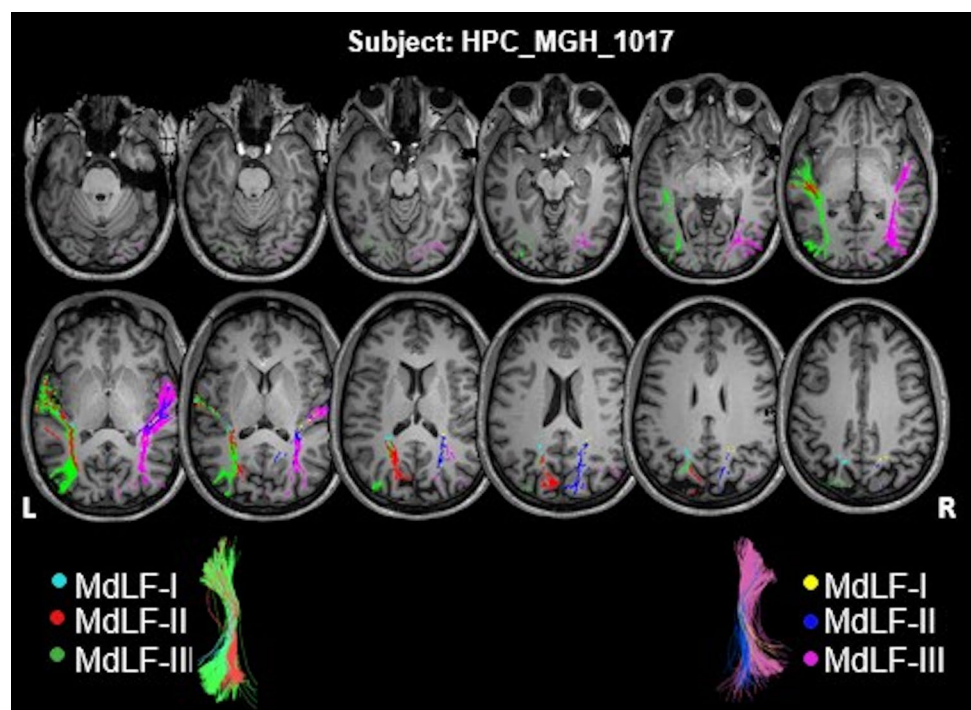 Subject: HPC_MGH_1017
L
R
MdLF-I
MdLF-II
MdLF-III
MdLF-I
MdLF-II
MdLF-III